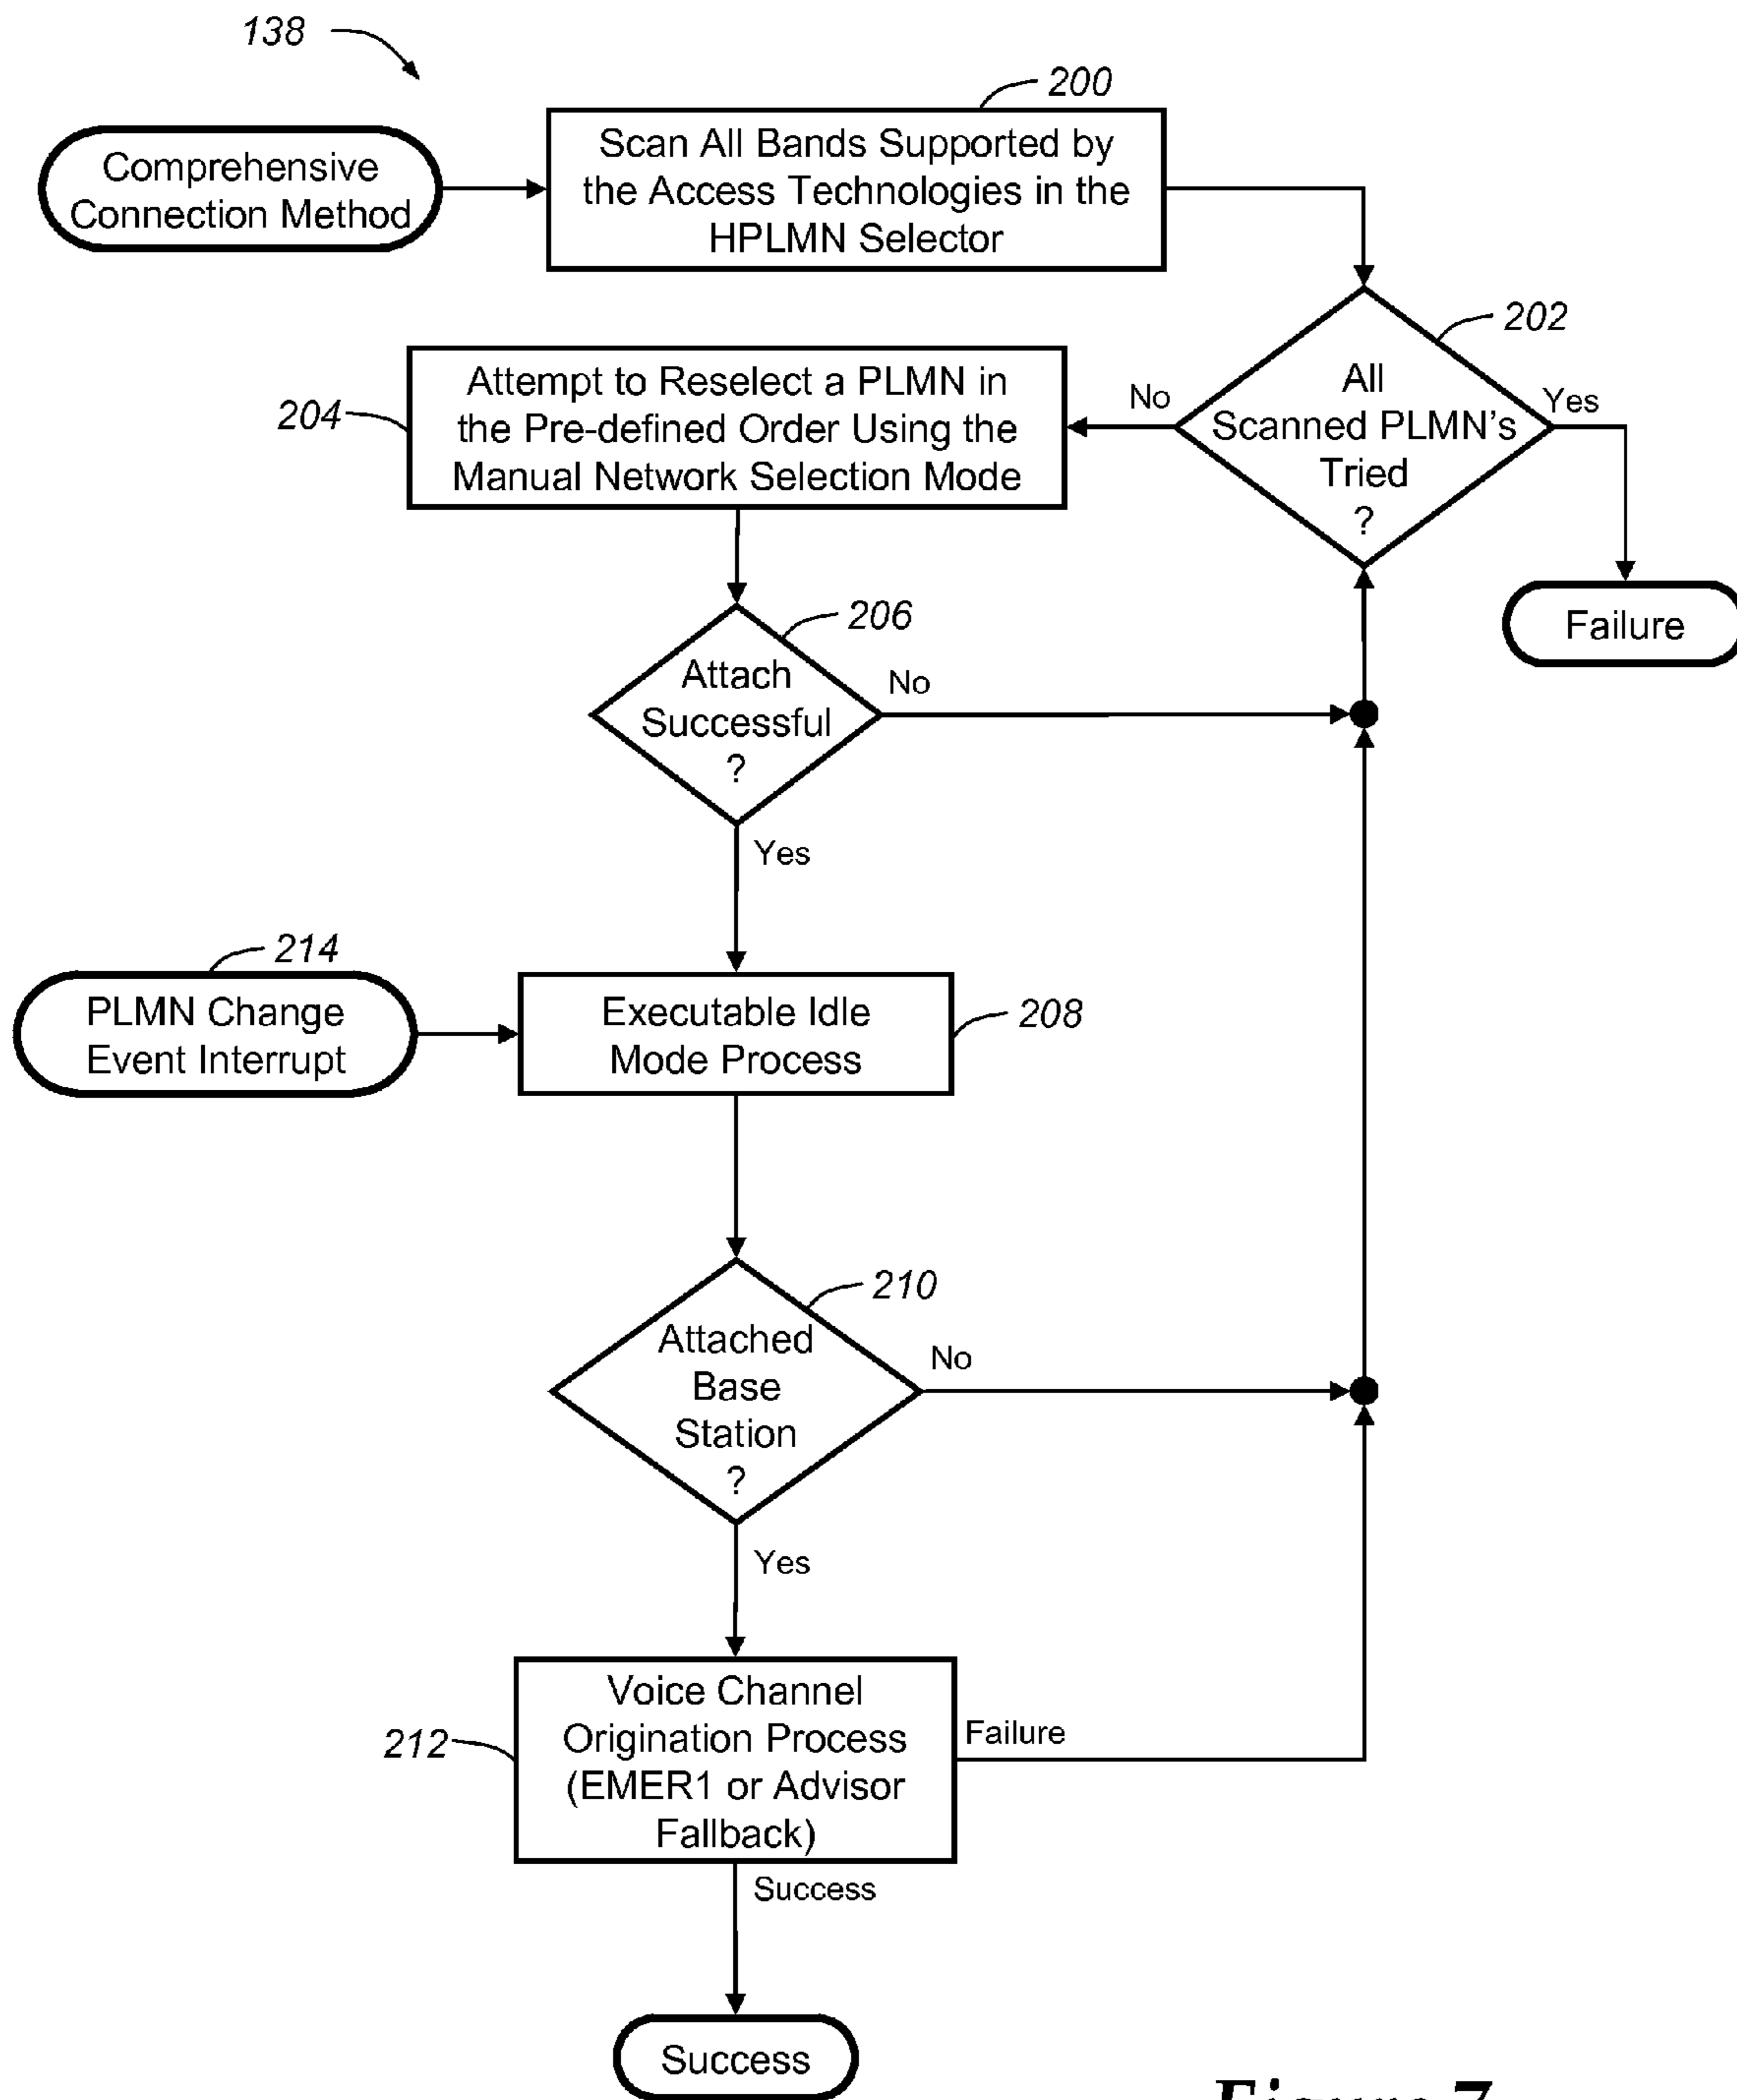 138
200
Comprehensive
Connection Method
Scan All Bands Supported by
the Access Technologies in the
HPLMN Selector
202
All
Scanned PLMN's
Tried
?
No
Yes
204
Attempt to Reselect a PLMN in
the Pre-defined Order Using the
Manual Network Selection Mode
Failure
206
Attach
Successful
?
No
Yes
214
PLMN Change
Event Interrupt
Executable Idle
Mode Process
208
210
Attached
Base
Station
?
No
Yes
212
Voice Channel
Origination Process
(EMER1 or Advisor
Fallback)
Failure
Success
Success
Figure 7